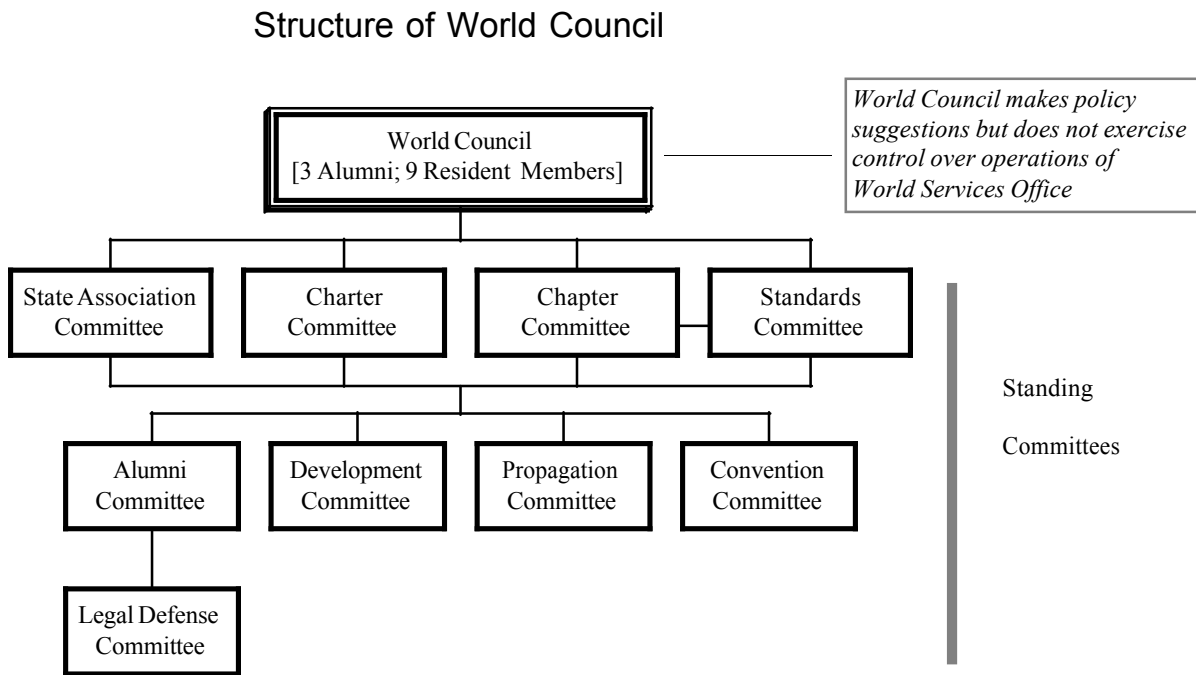 Structure of World Council
World Council
[3 Alumni; 9 Resident Members]
World Council makes policy
suggestions but does not exercise
control over operations of
World Services Office
State Association
Committee
Charter
Committee
Chapter
Committee
Standards
Committee
Standing
Committees
Alumni
Committee
Development
Committee
Propagation
Committee
Convention
Committee
Legal Defense
Committee